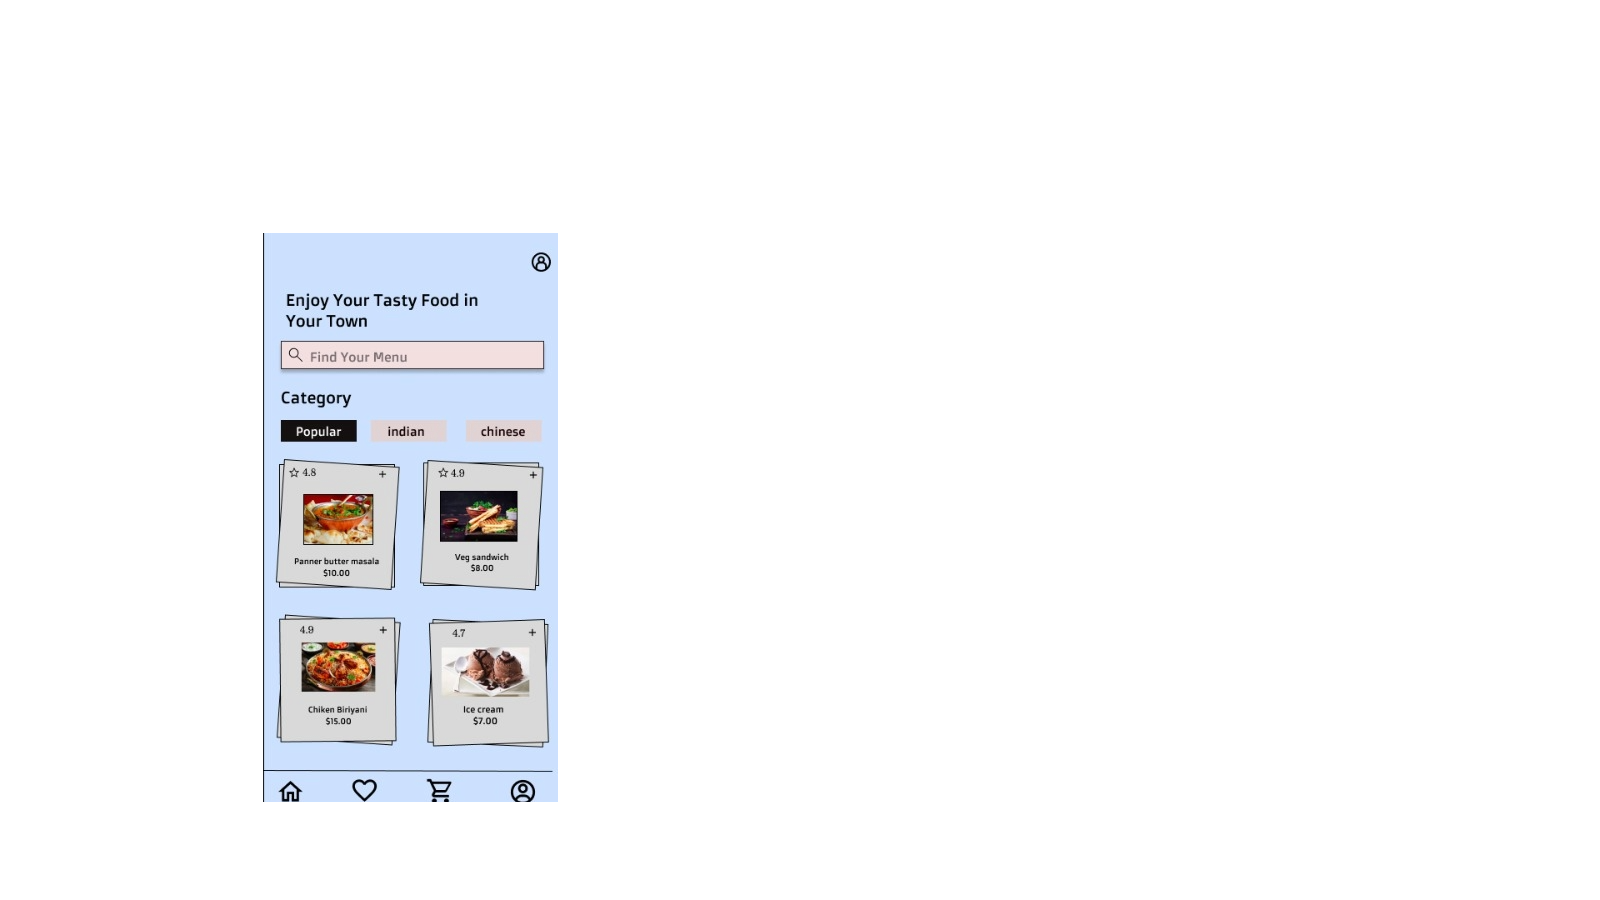 Enjoy Your Tasty Food in
Your Town
Find Your Menu
Category
Popular
indian
chinese
4.8 +
Panner butter masala
$10.00
4.9 +
Veg sandwich
$8.00
4.9 +
Chiken Biriyani
$15.00
4.7 +
Ice cream
$7.00